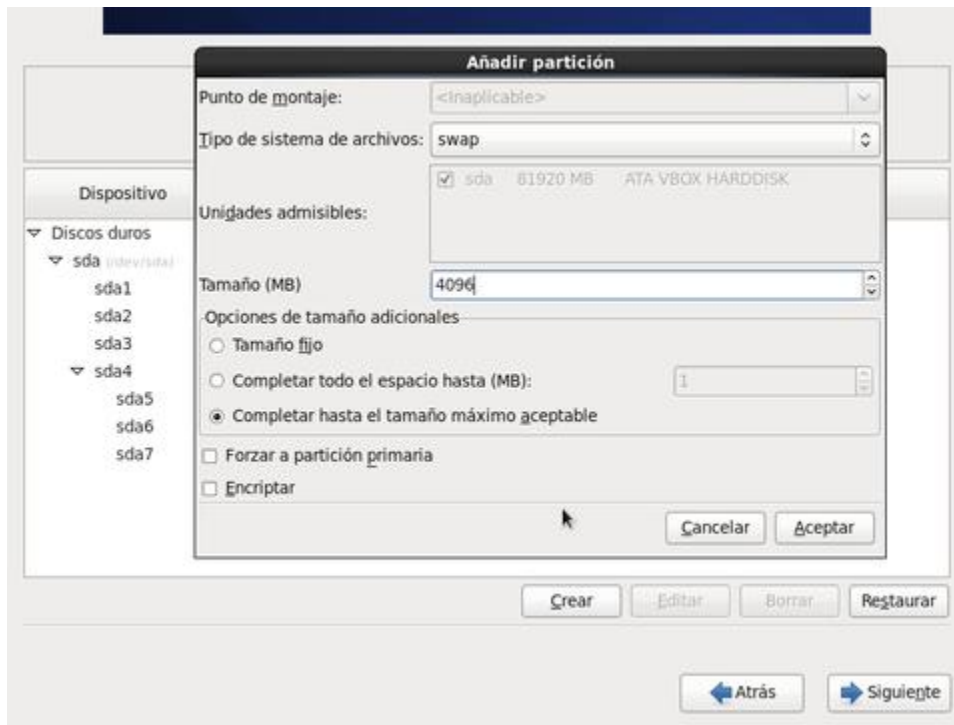 Añadir partición
Punto de montaje: <Inaplicable>
Tipo de sistema de archivos: swap
Dispositivo
sda 81920 MB ATA VBOX HARDDISK
Unidades admisibles:
Discos duros
sda (/dev/sda)
sda1
sda2
sda3
sda4
sda5
sda6
sda7
Tamaño (MB) 4096
Opciones de tamaño adicionales
Tamaño fijo
Completar todo el espacio hasta (MB): 1
Completar hasta el tamaño máximo aceptable
Forzar a partición primaria
Encriptar
Cancelar Aceptar
Crear Editar Borrar Restaurar
Atrás Siguiente